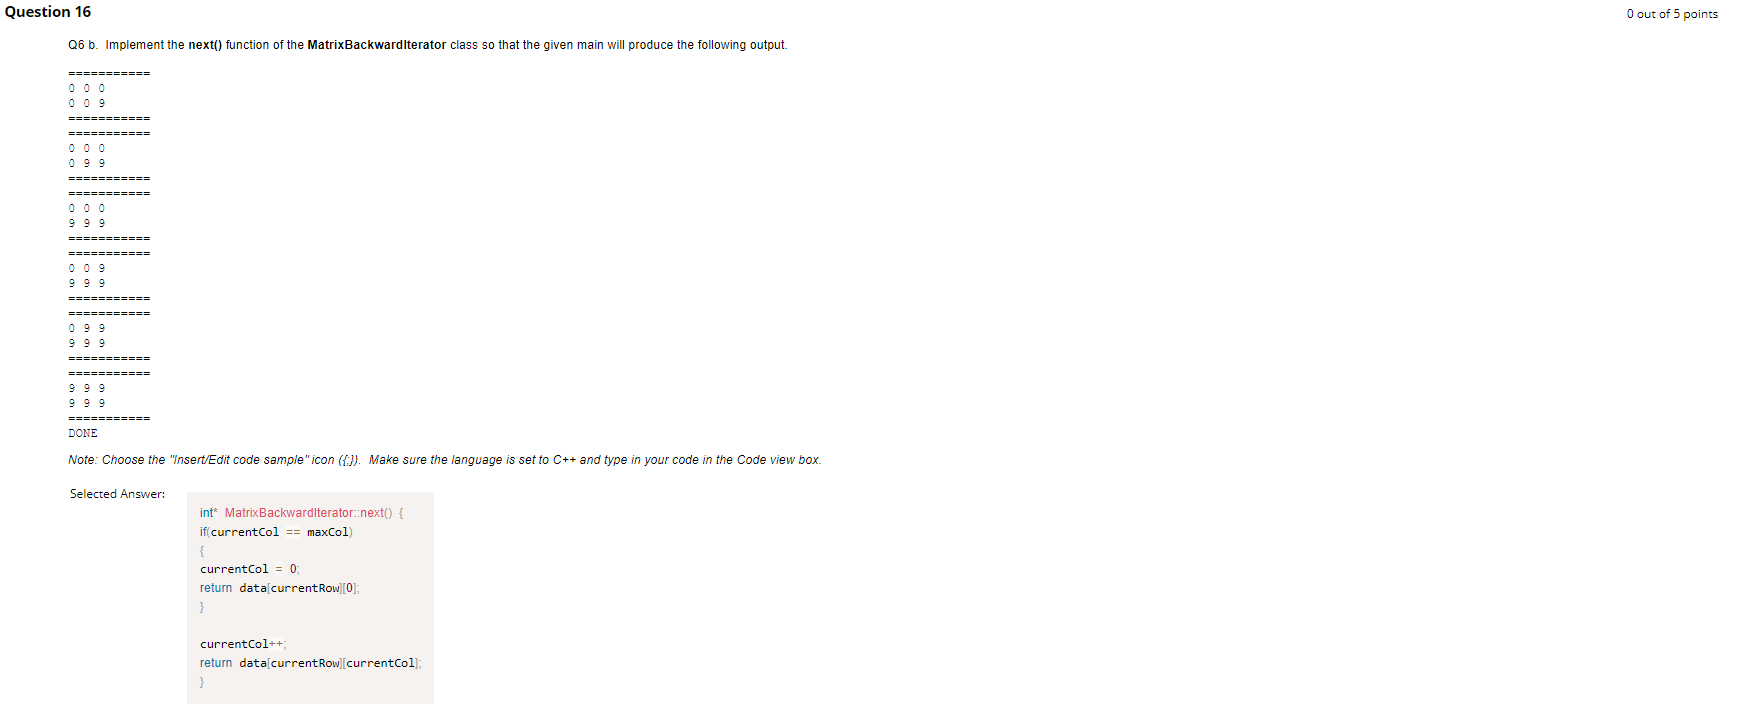 Question 16
0 out of 5 points
Q6 b. Implement the next() function of the MatrixBackwardIterator class so that the given main will produce the following output.
===========
0 0 0
0 0 9
===========
===========
0 0 0
0 9 9
===========
===========
0 0 0
9 9 9
===========
===========
0 0 9
9 9 9
===========
===========
0 9 9
9 9 9
===========
===========
9 9 9
9 9 9
===========
DONE
Note: Choose the "Insert/Edit code sample" icon ({;}). Make sure the language is set to C++ and type in your code in the Code view box.
Selected Answer:
int* MatrixBackwardIterator::next() {
if(currentCol == maxCol)
{
currentCol = 0;
return data[currentRow][0];
}
currentCol++;
return data[currentRow][currentCol];
}